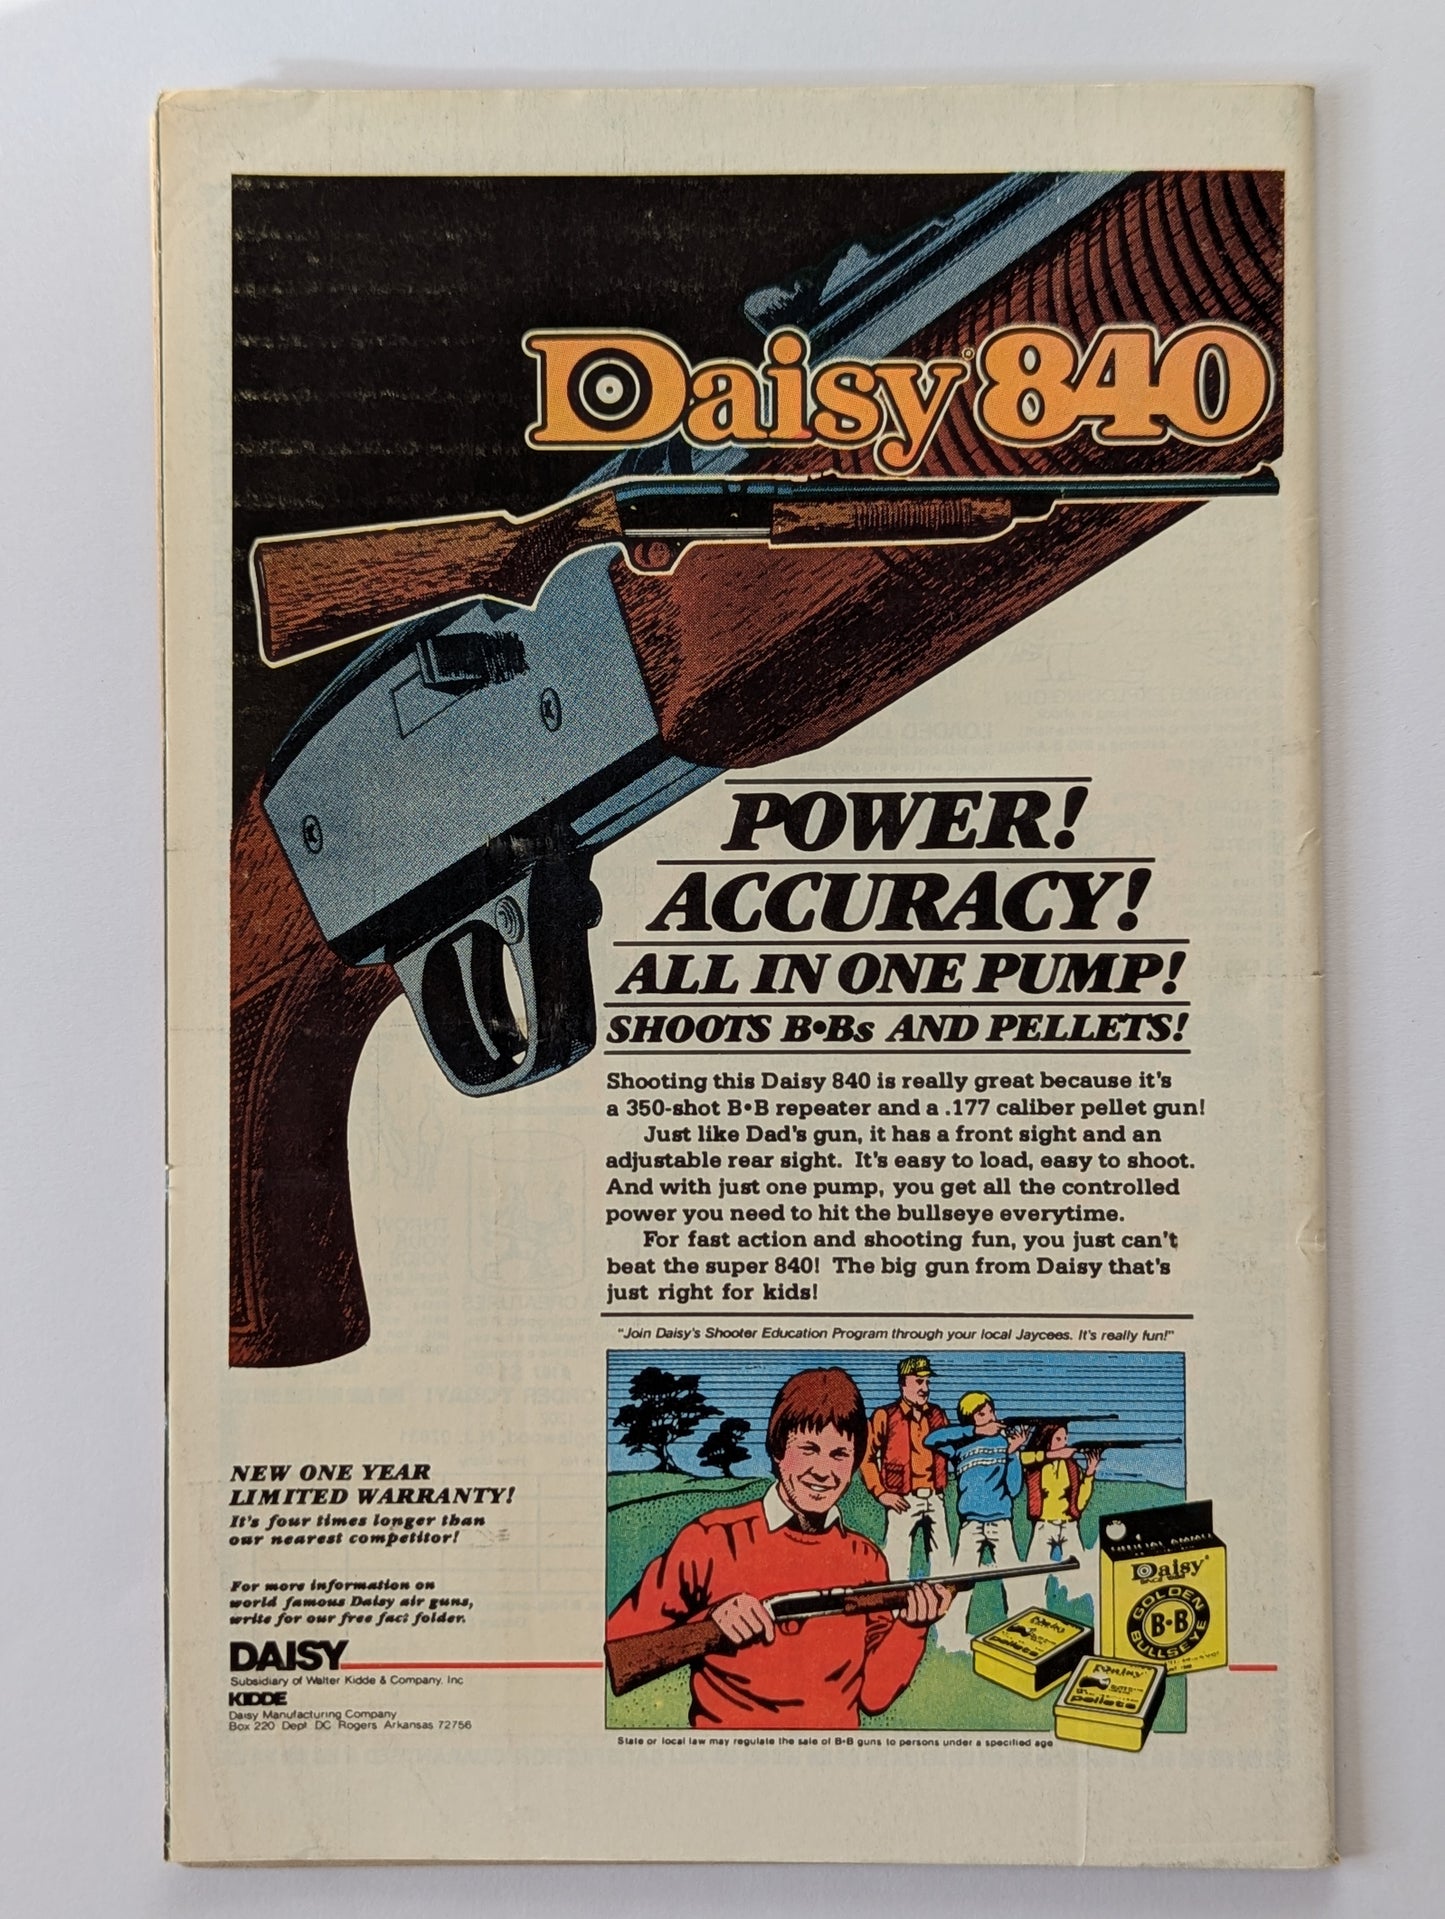 Daisy® 840
POWER!
ACCURACY!
ALL IN ONE PUMP!
SHOOTS B•Bs AND PELLETS!
Shooting this Daisy 840 is really great because it's
a 350-shot B•B repeater and a .177 caliber pellet gun!
Just like Dad's gun, it has a front sight and an
adjustable rear sight. It's easy to load, easy to shoot.
And with just one pump, you get all the controlled
power you need to hit the bullseye everytime.
For fast action and shooting fun, you just can't
beat the super 840! The big gun from Daisy that's
just right for kids!
"Join Daisy's Shooter Education Program through your local Jaycees. It's really fun!"
NEW ONE YEAR
LIMITED WARRANTY!
It's four times longer than
our nearest competitor!
For more information on
world famous Daisy air guns,
write for our free fact folder.
DAISY
Subsidiary of Walter Kidde & Company, Inc
KIDDE
Daisy Manufacturing Company
Box 220 Dept DC Rogers Arkansas 72756
Daisy®
GOLDEN
B•B
BULLSEYE
Daisy
pellets
Daisy
pellets
State or local law may regulate the sale of B•B guns to persons under a specified age